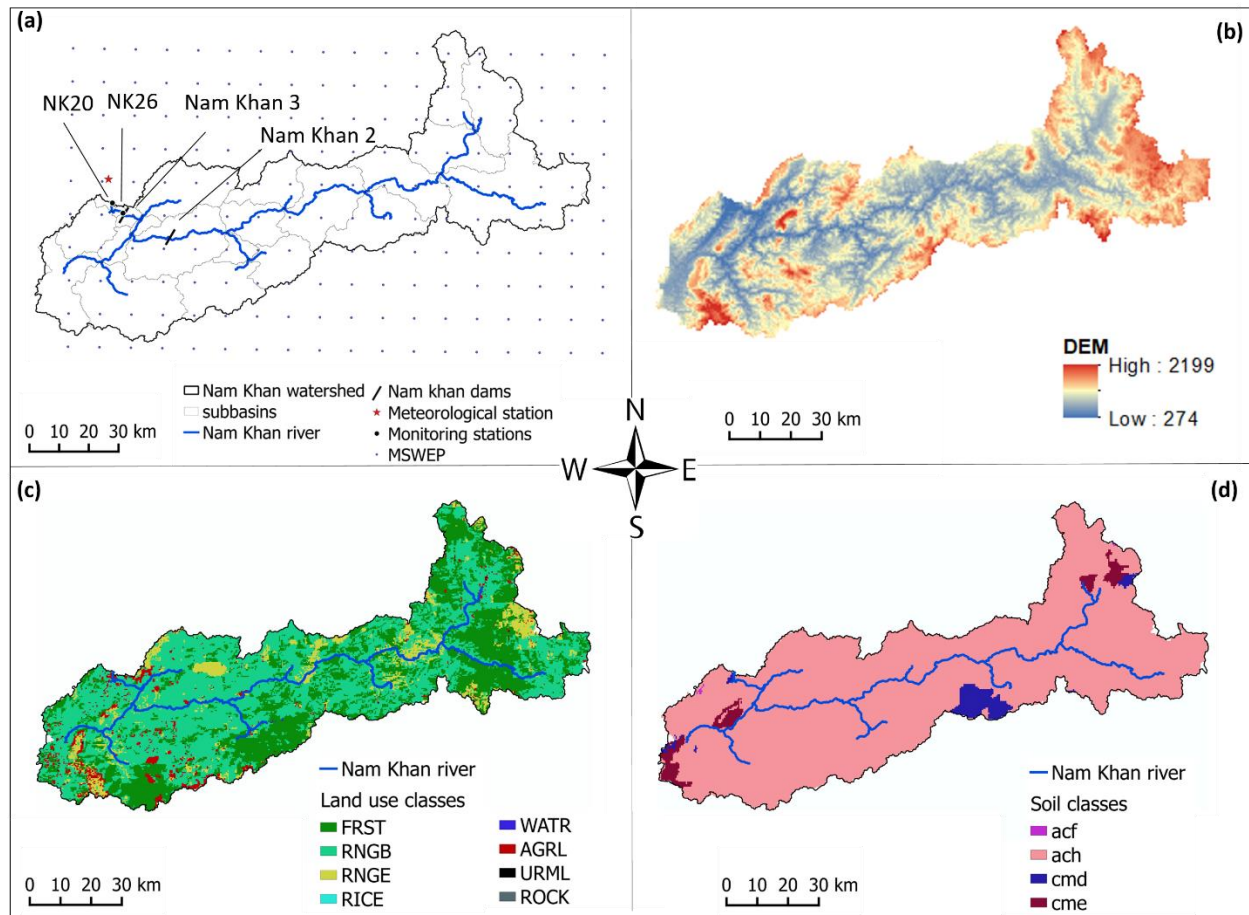 (a)
NK20
NK26
Nam Khan 3
Nam Khan 2
Nam Khan watershed
subbasins
Nam Khan river
Nam khan dams
Meteorological station
Monitoring stations
MSWEP
0 10 20 30 km
(b)
DEM
High : 2199
Low : 274
N
W E
S
(c)
Nam Khan river
Land use classes
FRST
RNGB
RNGE
RICE
WATR
AGRL
URML
ROCK
0 10 20 30 km
0 10 20 30 km
(d)
Nam Khan river
Soil classes
acf
ach
cmd
cme
0 10 20 30 km